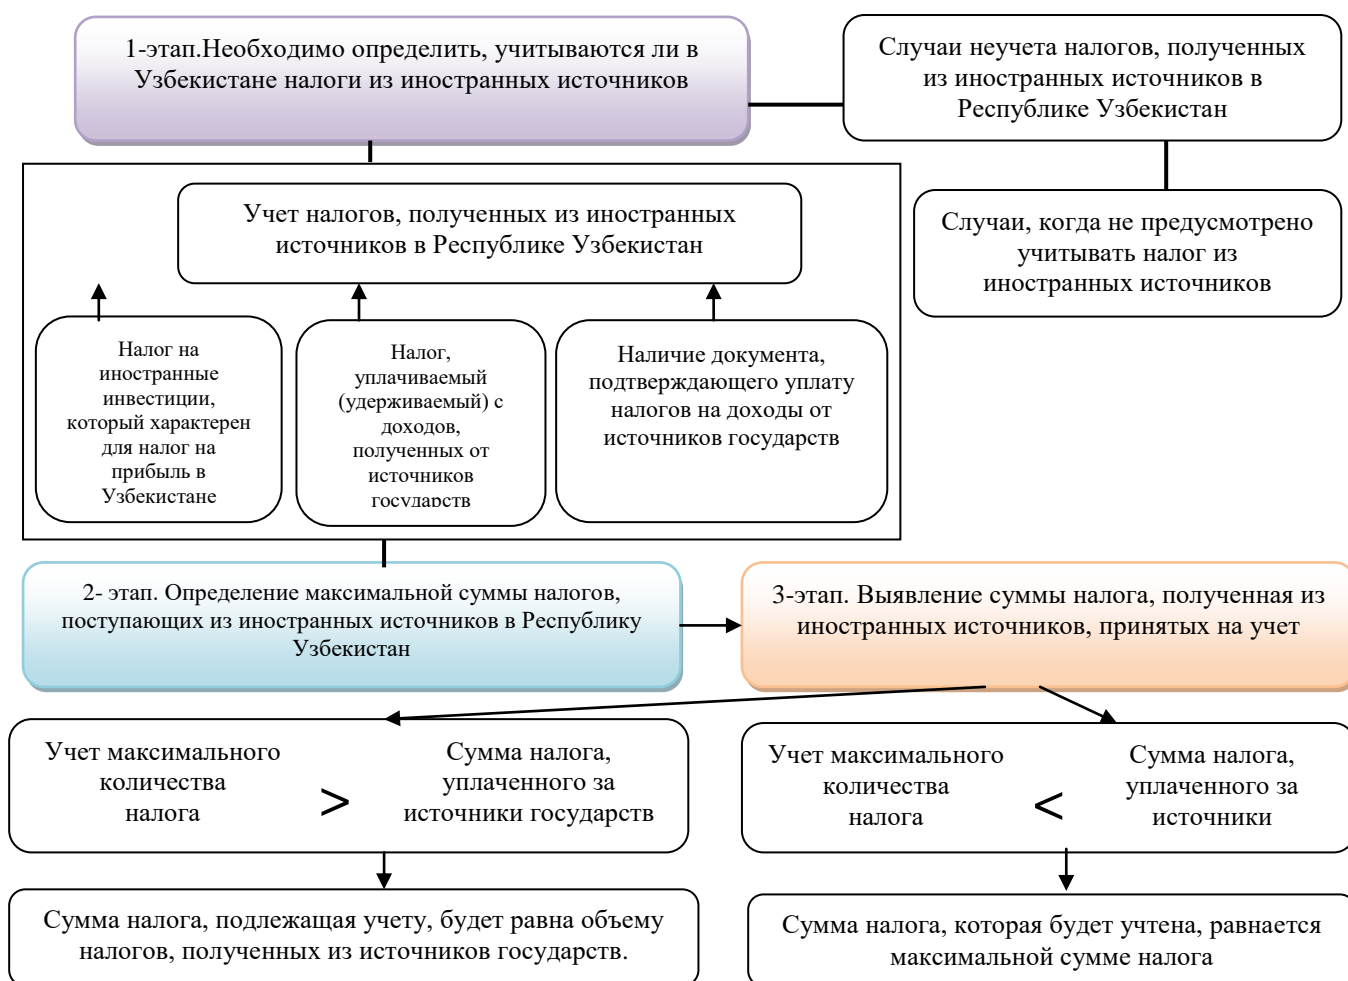 1-этап.Необходимо определить, учитываются ли в
Узбекистане налоги из иностранных источников
Случаи неучета налогов, полученных
из иностранных источников в
Республике Узбекистан
Учет налогов, полученных из иностранных
источников в Республике Узбекистан
Случаи, когда не предусмотрено
учитывать налог из
иностранных источников
Налог на
иностранные
инвестиции,
который характерен
для налог на
прибыль в
Узбекистане
Налог,
уплачиваемый
(удерживаемый) с
доходов,
полученных от
источников
государств
Наличие документа,
подтверждающего уплату
налогов на доходы от
источников государств
2- этап. Определение максимальной суммы налогов,
поступающих из иностранных источников в Республику
Узбекистан
3-этап. Выявление суммы налога, полученная из
иностранных источников, принятых на учет
Учет максимального
количества
налога
>
Сумма налога,
уплаченного за
источники государств
Учет максимального
количества
налога
<
Сумма налога,
уплаченного за
источники
Сумма налога, подлежащая учету, будет равна объему
налогов, полученных из источников государств.
Сумма налога, которая будет учтена, равнается
максимальной сумме налога